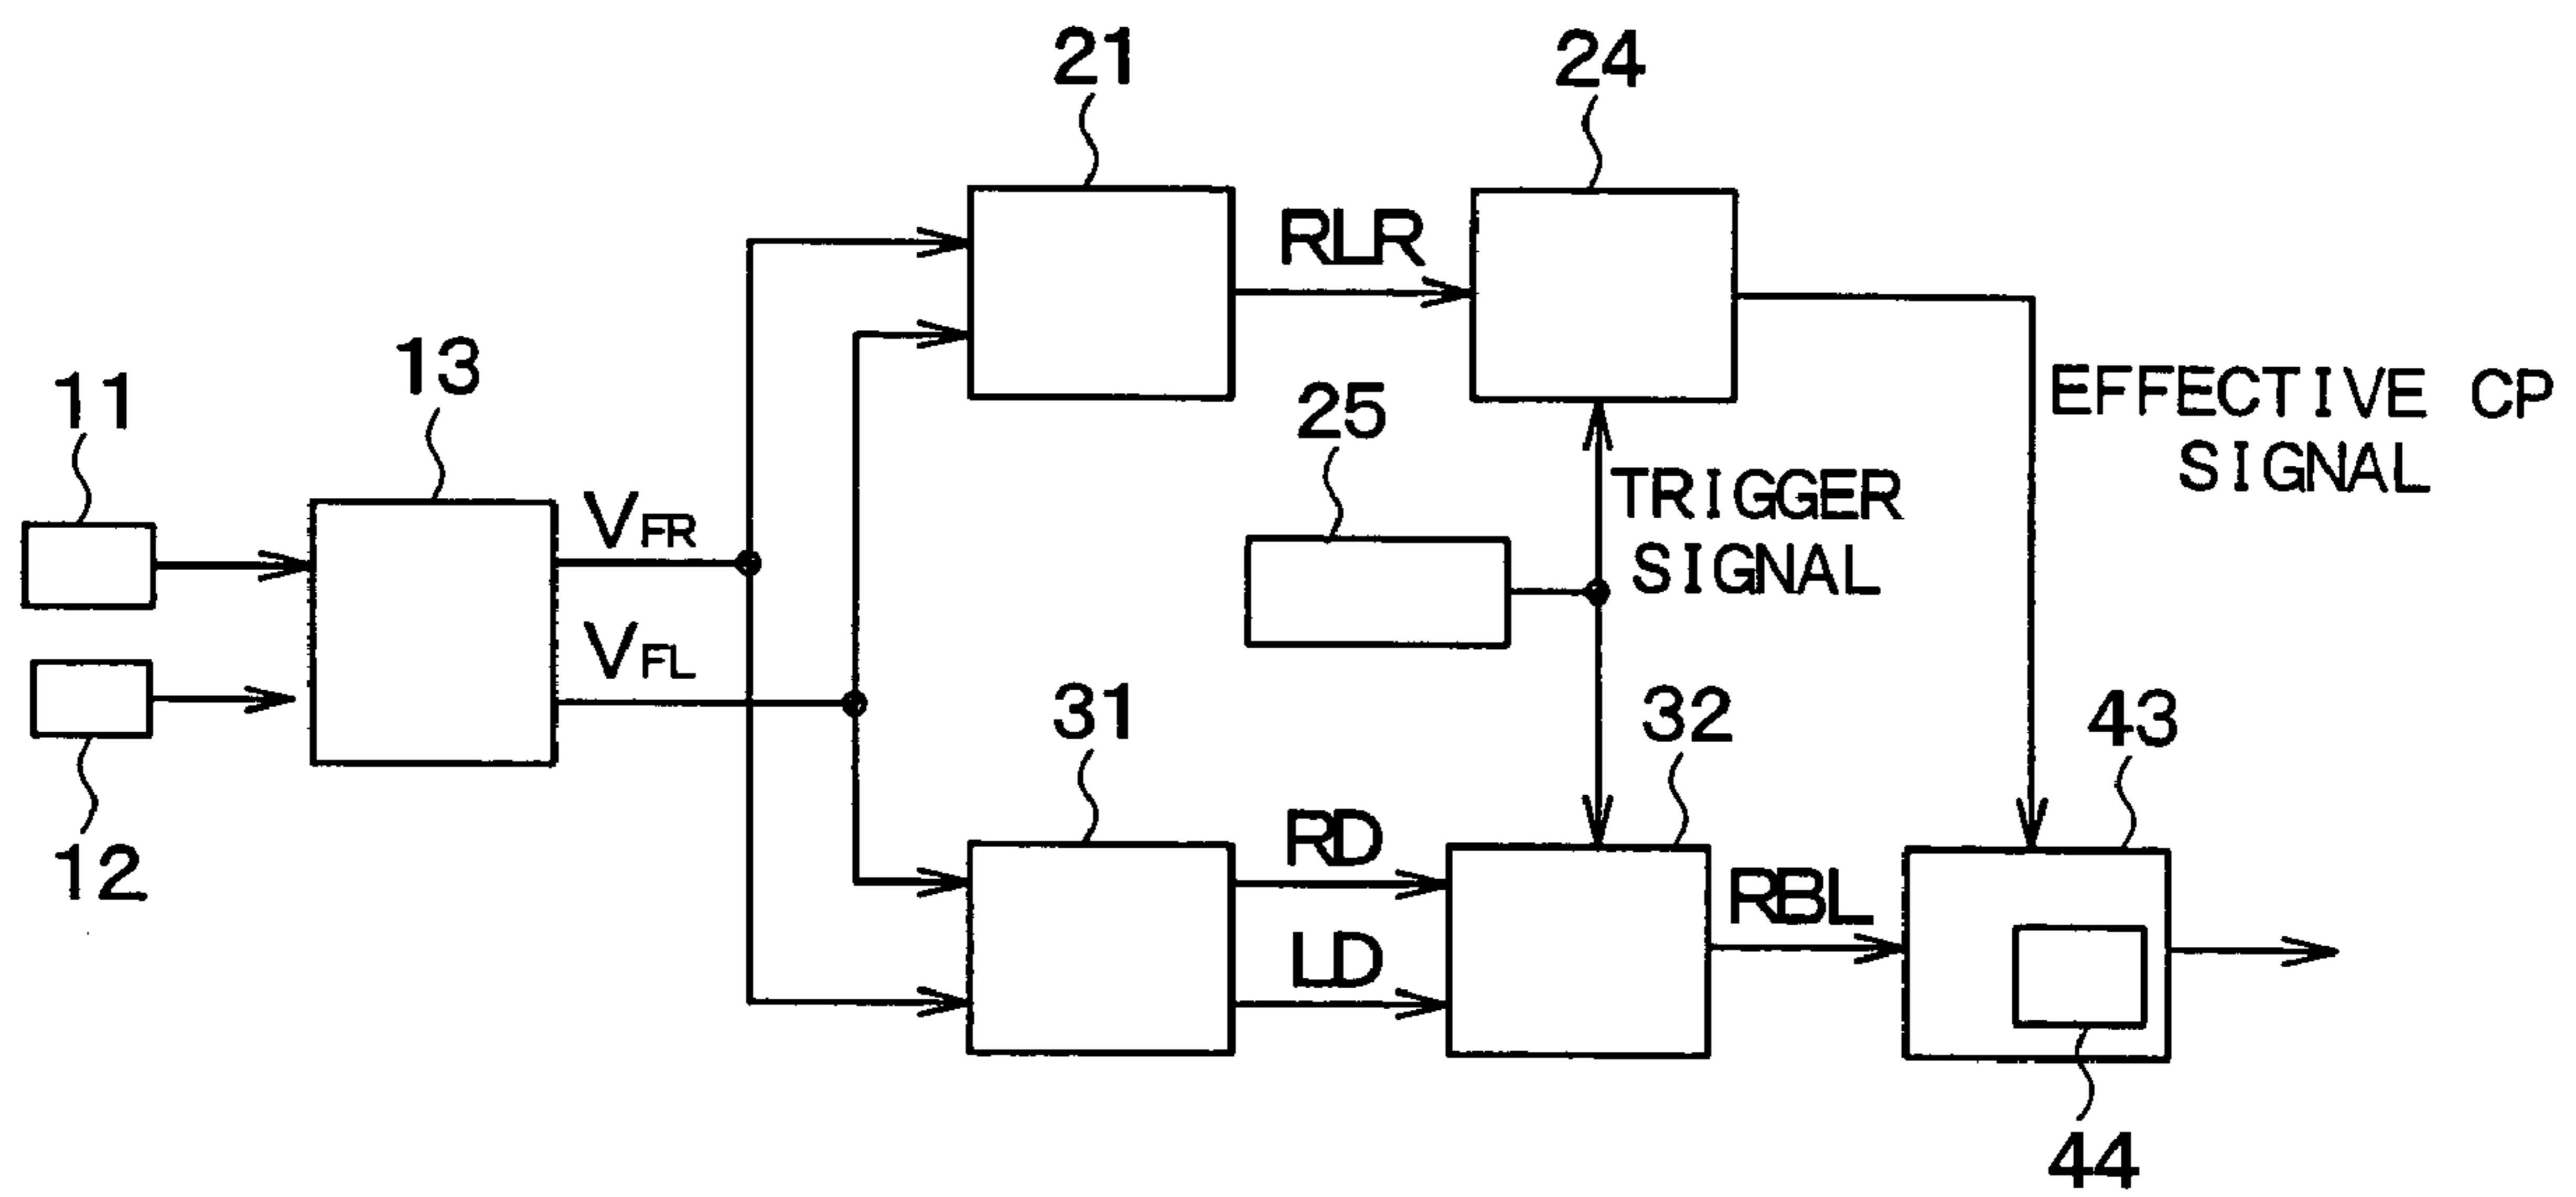 21
24
RLR
13
11
25
EFFECTIVE CP
SIGNAL
TRIGGER
SIGNAL
VFR
VFL
31
32
43
12
RD
RBL
LD
44